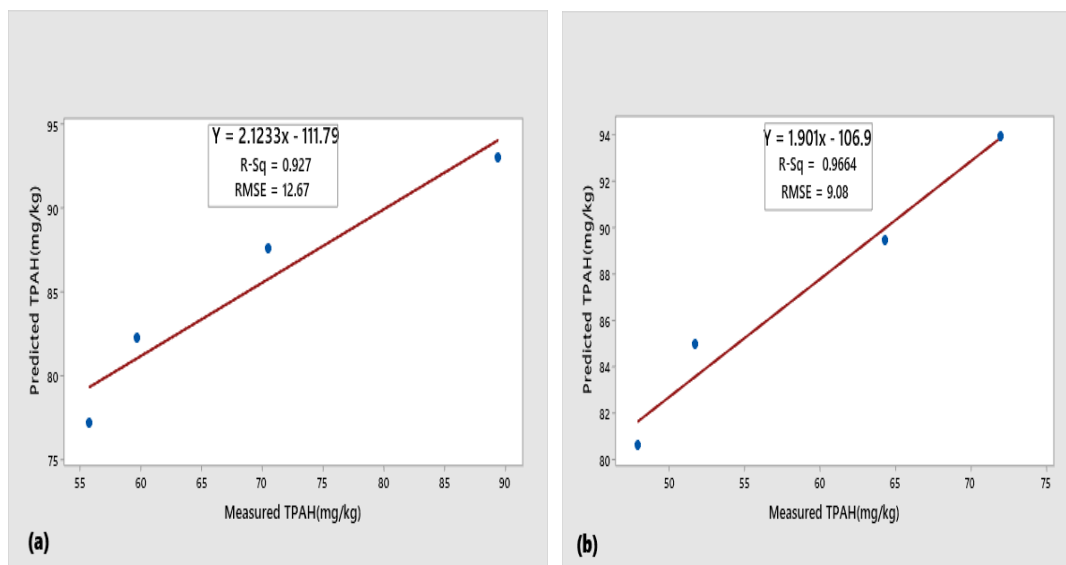 Y = 2.1233x - 111.79
R-Sq = 0.927
RMSE = 12.67
95
90
85
80
75
Predicted TPAH(mg/kg)
55 60 65 70 75 80 85 90
Measured TPAH(mg/kg)
(a)
Y = 1.901x - 106.9
R-Sq = 0.9664
RMSE = 9.08
94
92
90
88
86
84
82
80
Predicted TPAH(mg/kg)
50 55 60 65 70 75
Measured TPAH(mg/kg)
(b)